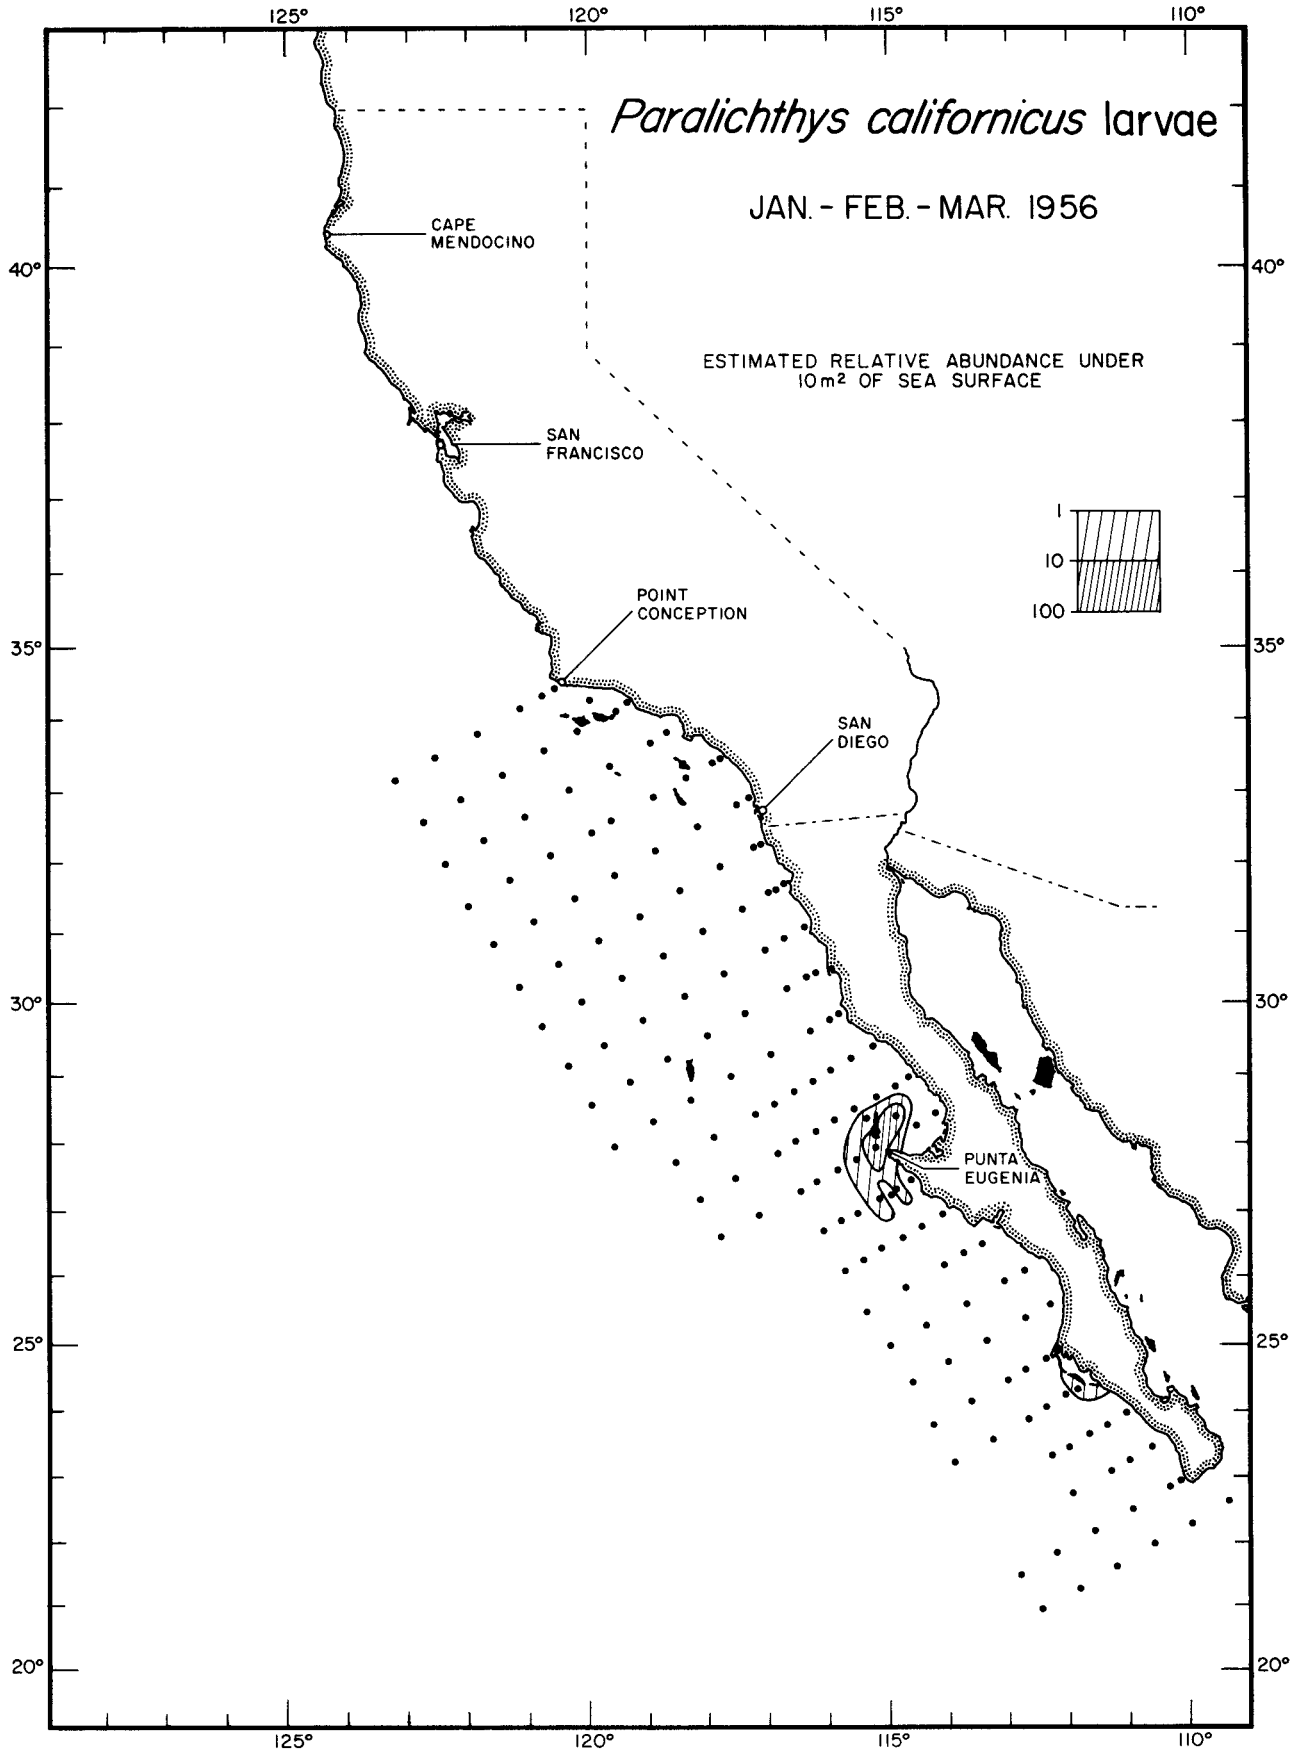 125° 120° 115° 110°
Paralichthys californicus larvae
JAN. - FEB. - MAR. 1956
CAPE
MENDOCINO
40° 40°
ESTIMATED RELATIVE ABUNDANCE UNDER
10m² OF SEA SURFACE
SAN
FRANCISCO
1
10
100
POINT
CONCEPTION
35° 35°
SAN
DIEGO
30° 30°
PUNTA
EUGENIA
25° 25°
20° 20°
125° 120° 115° 110°